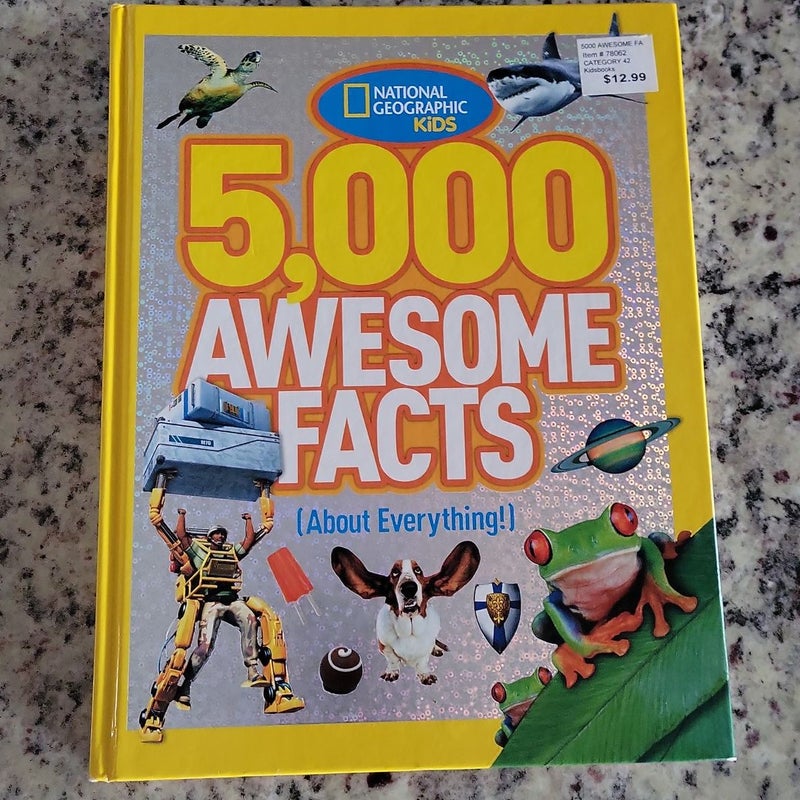 5000 AWESOME FA
Item # 78062
CATEGORY 42
Kidsbooks
$12.99
NATIONAL
GEOGRAPHIC
KiDS
5,000
AWESOME
FACTS
(About Everything!)